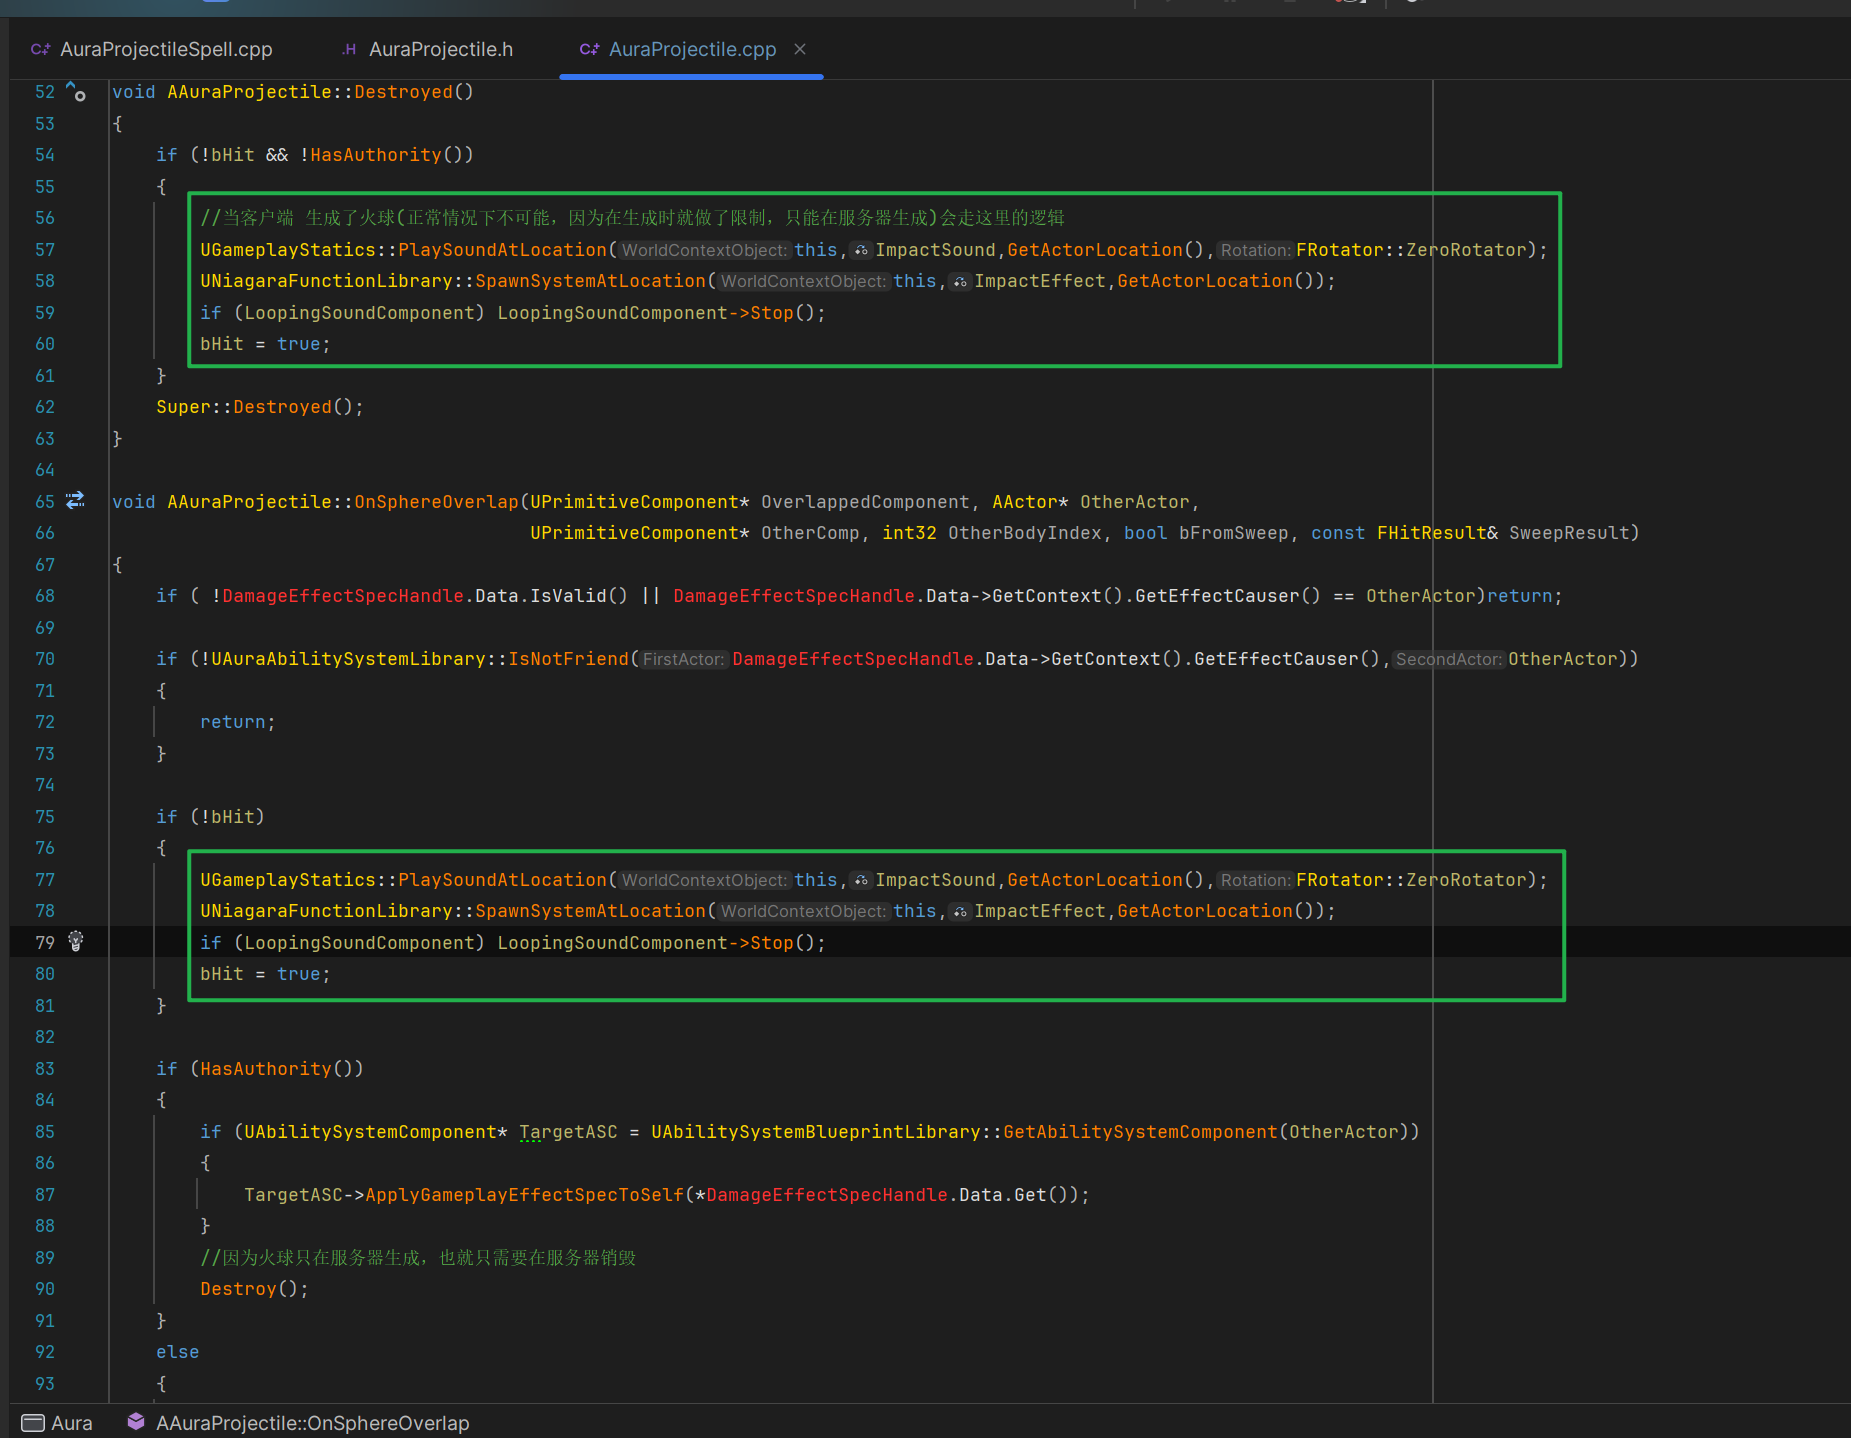 AuraProjectileSpell.cpp AuraProjectile.h AuraProjectile.cpp
52 void AAuraProjectile::Destroyed()
53 {
54 if (!bHit && !HasAuthority())
55 {
56 //当客户端 生成了火球(正常情况下不可能，因为在生成时就做了限制，只能在服务器生成)会走这里的逻辑
57 UGameplayStatics::PlaySoundAtLocation(WorldContextObject:this,ImpactSound,GetActorLocation(),Rotation:FRotator::ZeroRotator);
58 UNiagaraFunctionLibrary::SpawnSystemAtLocation(WorldContextObject:this,ImpactEffect,GetActorLocation());
59 if (LoopingSoundComponent) LoopingSoundComponent->Stop();
60 bHit = true;
61 }
62 Super::Destroyed();
63 }
64
65 void AAuraProjectile::OnSphereOverlap(UPrimitiveComponent* OverlappedComponent, AActor* OtherActor,
66 UPrimitiveComponent* OtherComp, int32 OtherBodyIndex, bool bFromSweep, const FHitResult& SweepResult)
67 {
68 if ( !DamageEffectSpecHandle.Data.IsValid() || DamageEffectSpecHandle.Data->GetContext().GetEffectCauser() == OtherActor)return;
69
70 if (!UAuraAbilitySystemLibrary::IsNotFriend(FirstActor:DamageEffectSpecHandle.Data->GetContext().GetEffectCauser(),SecondActor:OtherActor))
71 {
72 return;
73 }
74
75 if (!bHit)
76 {
77 UGameplayStatics::PlaySoundAtLocation(WorldContextObject:this,ImpactSound,GetActorLocation(),Rotation:FRotator::ZeroRotator);
78 UNiagaraFunctionLibrary::SpawnSystemAtLocation(WorldContextObject:this,ImpactEffect,GetActorLocation());
79 if (LoopingSoundComponent) LoopingSoundComponent->Stop();
80 bHit = true;
81 }
82
83 if (HasAuthority())
84 {
85 if (UAbilitySystemComponent* TargetASC = UAbilitySystemBlueprintLibrary::GetAbilitySystemComponent(OtherActor))
86 {
87 TargetASC->ApplyGameplayEffectSpecToSelf(*DamageEffectSpecHandle.Data.Get());
88 }
89 //因为火球只在服务器生成，也就只需要在服务器销毁
90 Destroy();
91 }
92 else
93 {
Aura AAuraProjectile::OnSphereOverlap